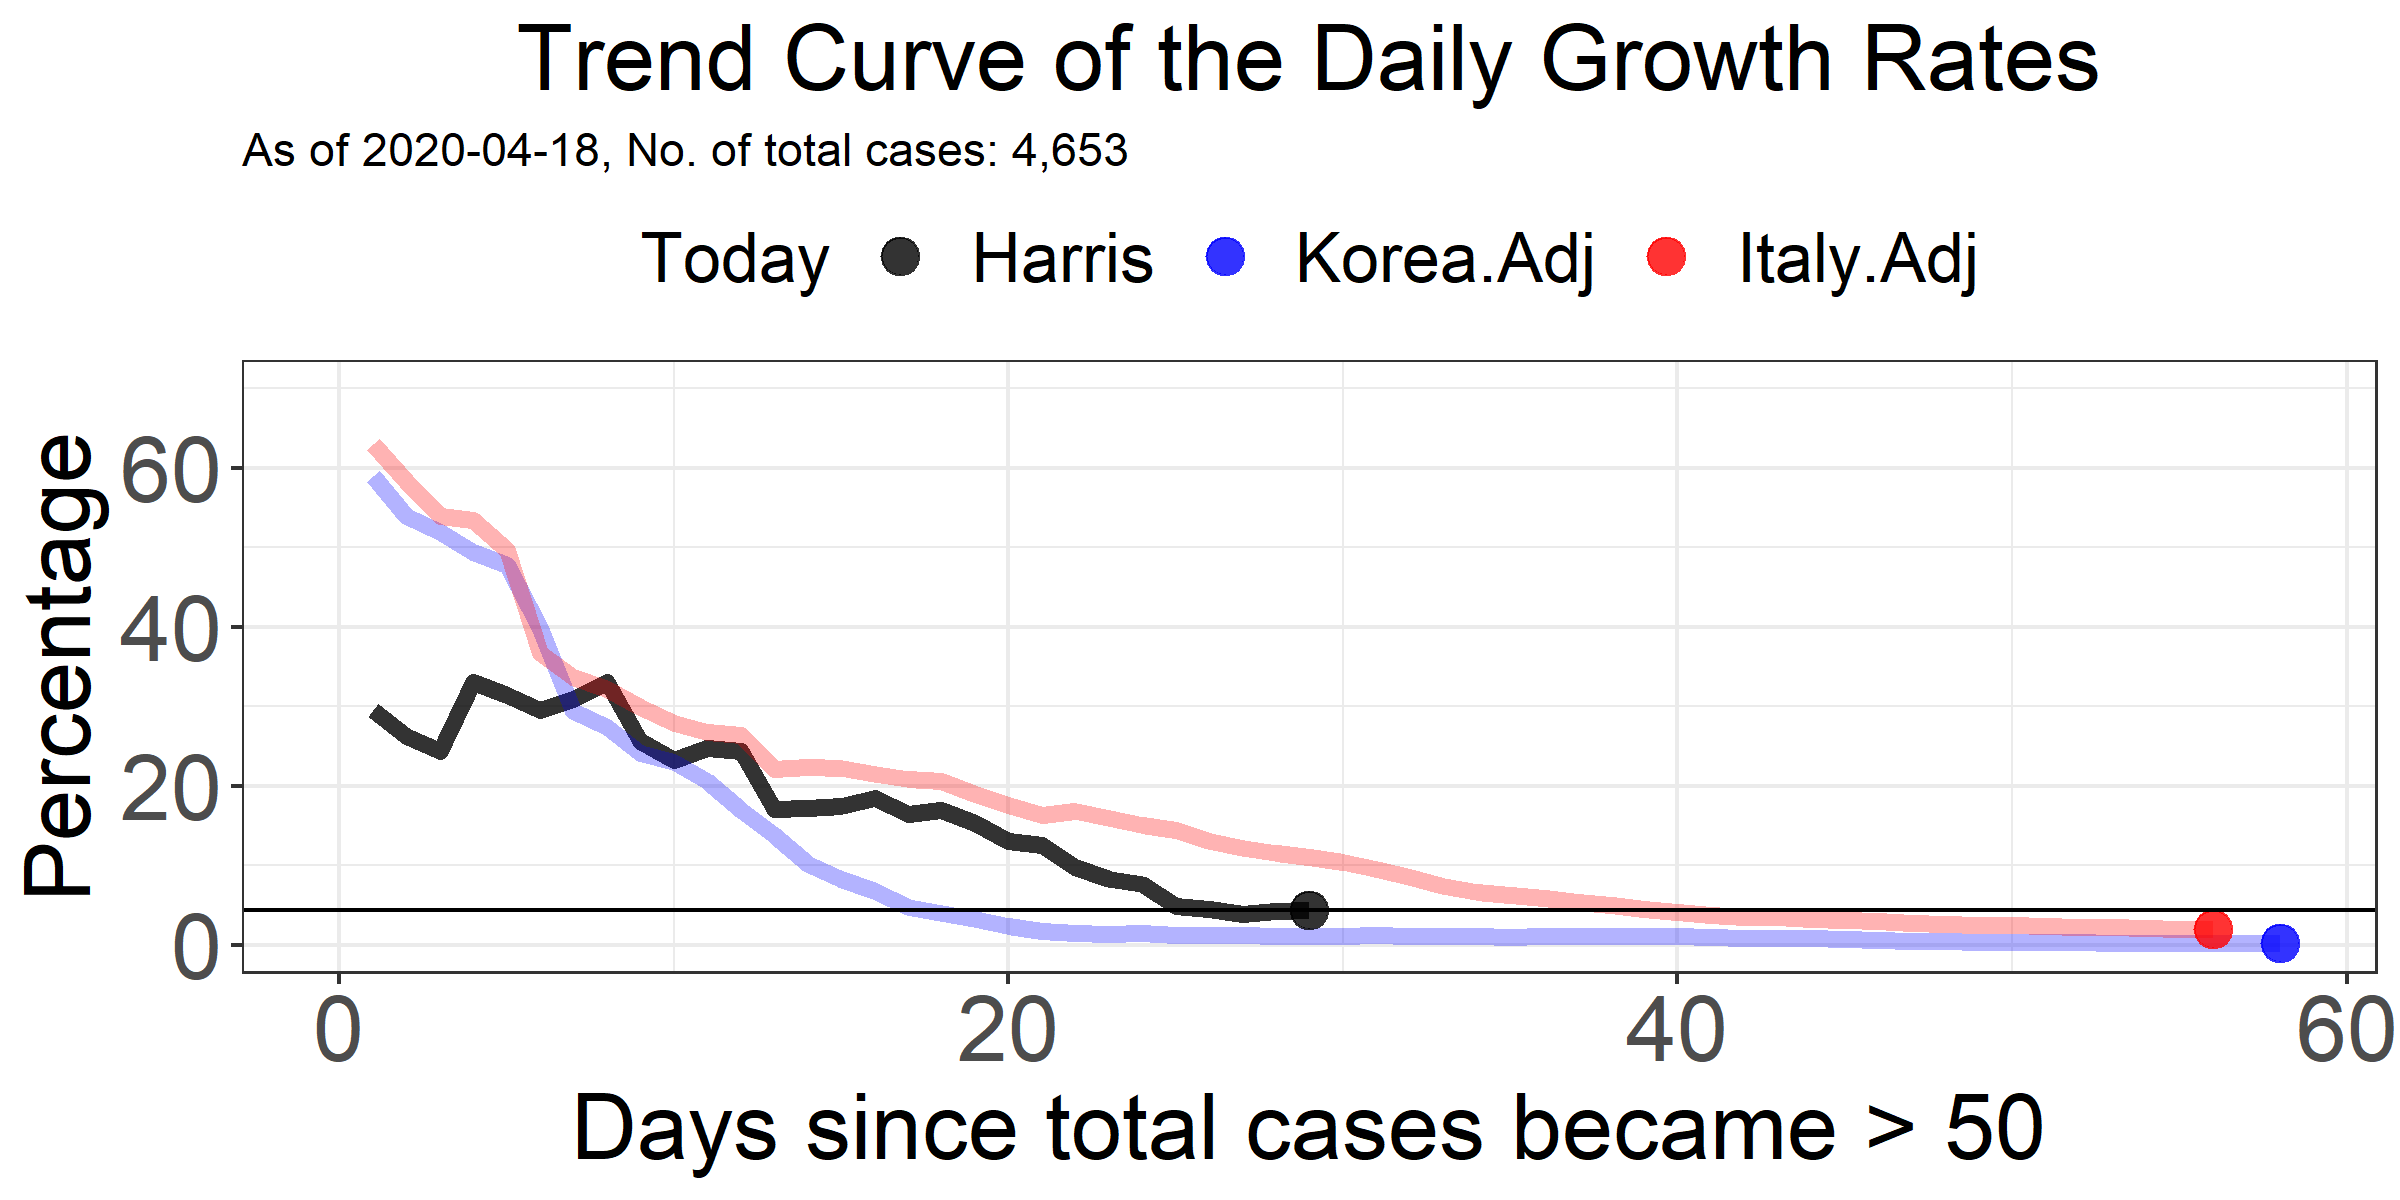 Trend Curve of the Daily Growth Rates
As of 2020-04-18, No. of total cases: 4,653
Today Harris Korea.Adj Italy.Adj
Percentage
60
40
20
0
0 20 40 60
Days since total cases became > 50